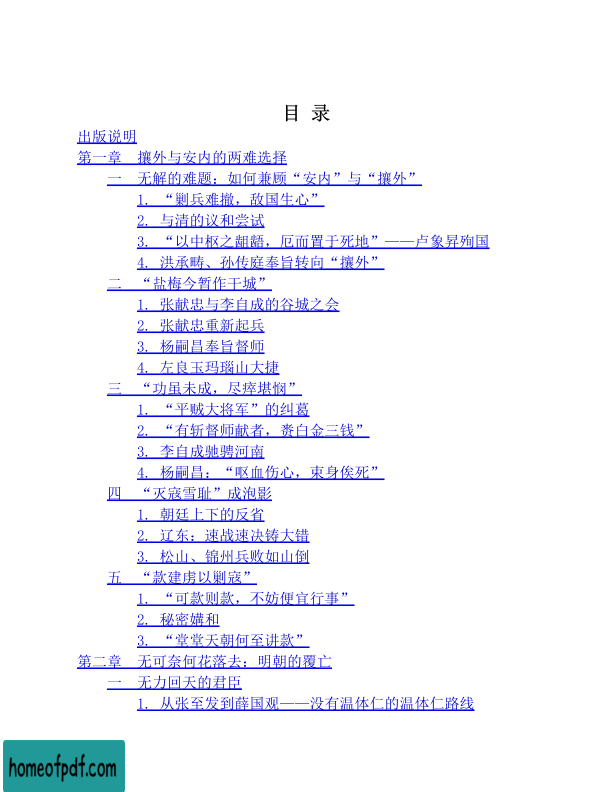 目 录
出版说明
第一章 攘外与安内的两难选择
一 无解的难题：如何兼顾“安内”与“攘外”
1. “剿兵难撤，敌国生心”
2. 与清的议和尝试
3. “以中枢之龃龉，厄而置于死地”——卢象昇殉国
4. 洪承畴、孙传庭奉旨转向“攘外”
二 “盐梅今暂作干城”
1. 张献忠与李自成的谷城之会
2. 张献忠重新起兵
3. 杨嗣昌奉旨督师
4. 左良玉玛瑙山大捷
三 “功虽未成，尽瘁堪悯”
1. “平贼大将军”的纠葛
2. “有斩督师献者，赉白金三钱”
3. 李自成驰骋河南
4. 杨嗣昌：“呕血伤心，束身俟死”
四 “灭寇雪耻”成泡影
1. 朝廷上下的反省
2. 辽东：速战速决铸大错
3. 松山、锦州兵败如山倒
五 “款建虏以剿寇”
1. “可款则款，不妨便宜行事”
2. 秘密媾和
3. “堂堂天朝何至讲款”
第二章 无可奈何花落去：明朝的覆亡
一 无力回天的君臣
1. 从张至发到薛国观——没有温体仁的温体仁路线
homeofpdf.com